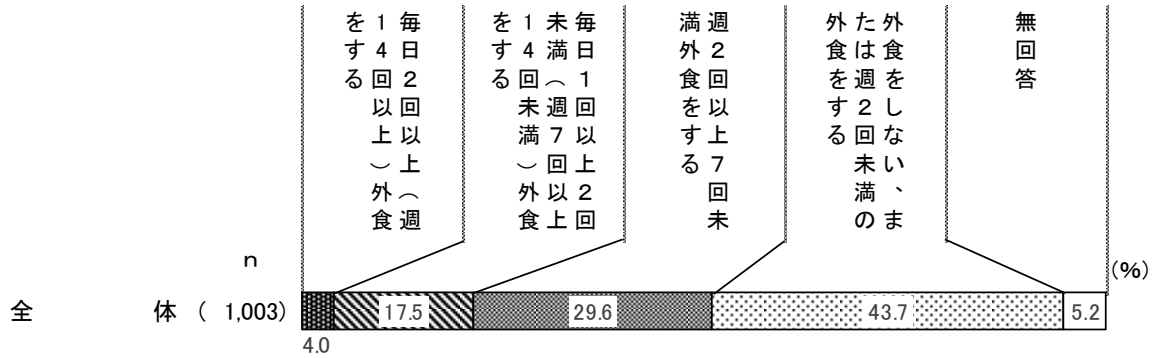 毎日2回以上（週
14回以上）外食
をする
毎日1回以上2回
未満（週7回以上
14回未満）外食
をする
週2回以上7回未
満外食をする
外食をしない、ま
たは週2回未満の
外食をする
無回答
n
(%)
全体 ( 1,003)
4.0
17.5
29.6
43.7
5.2